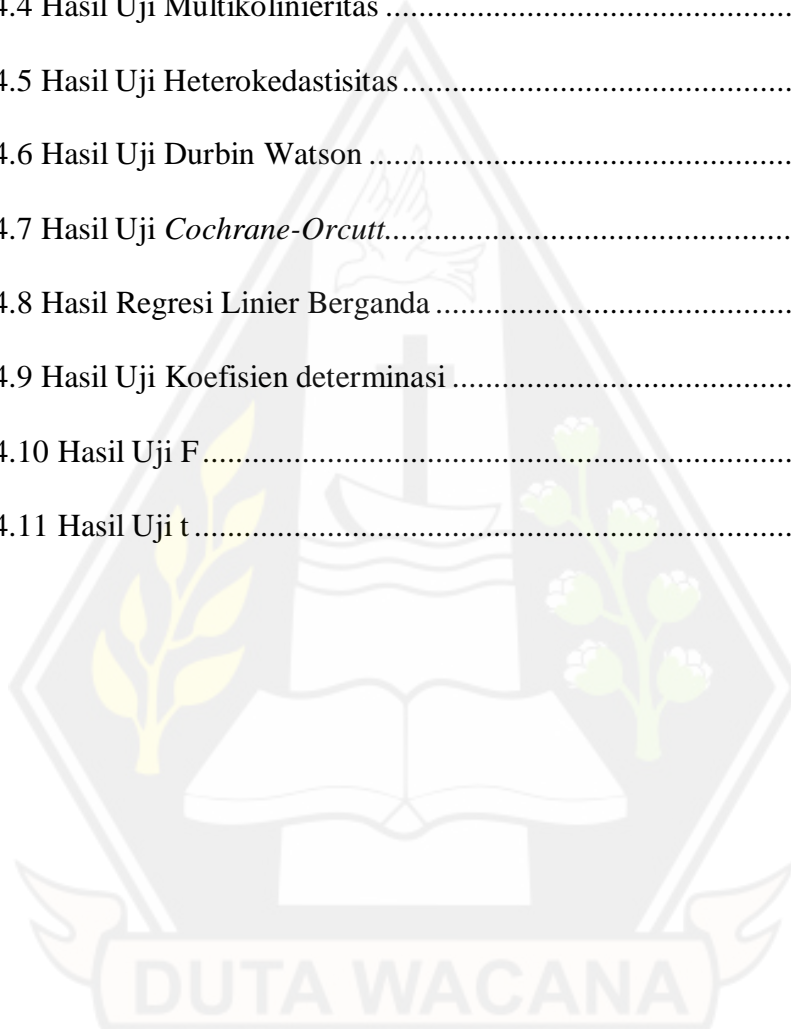 4.4 Hasil Uji Multikolinieritas ....................................................
4.5 Hasil Uji Heterokedastisitas ..................................................
4.6 Hasil Uji Durbin Watson ......................................................
4.7 Hasil Uji Cochrane-Orcutt....................................................
4.8 Hasil Regresi Linier Berganda .............................................
4.9 Hasil Uji Koefisien determinasi ...........................................
4.10 Hasil Uji F..........................................................................
4.11 Hasil Uji t ...........................................................................
DUTA WACANA